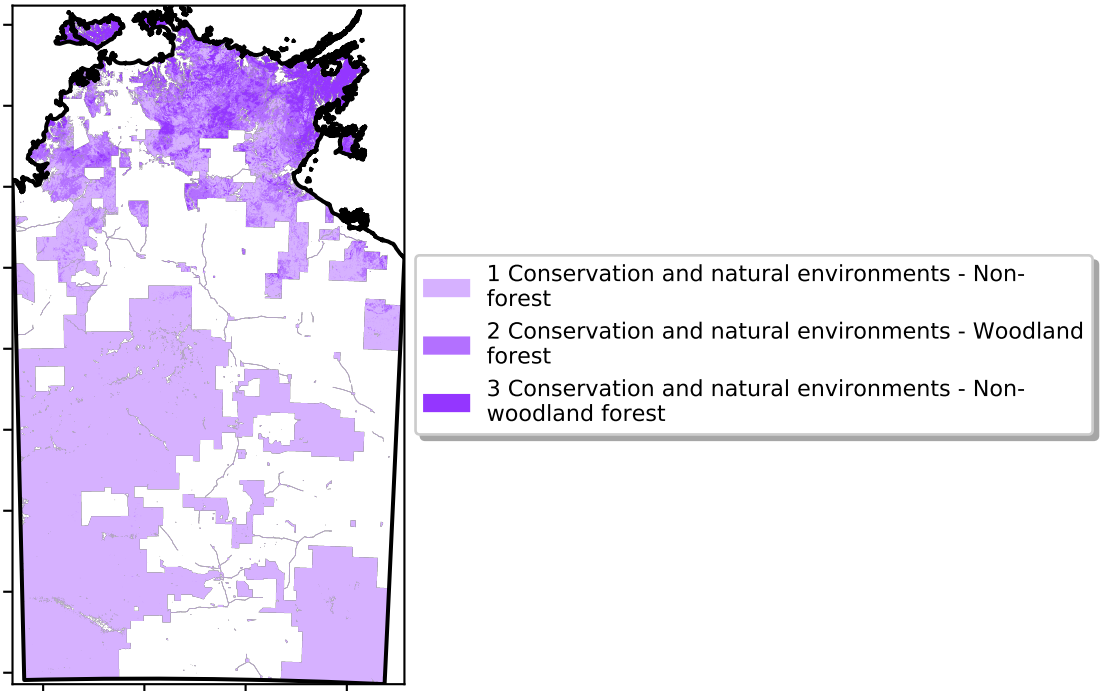 1 Conservation and natural environments - Non-
forest
2 Conservation and natural environments - Woodland
forest
3 Conservation and natural environments - Non-
woodland forest